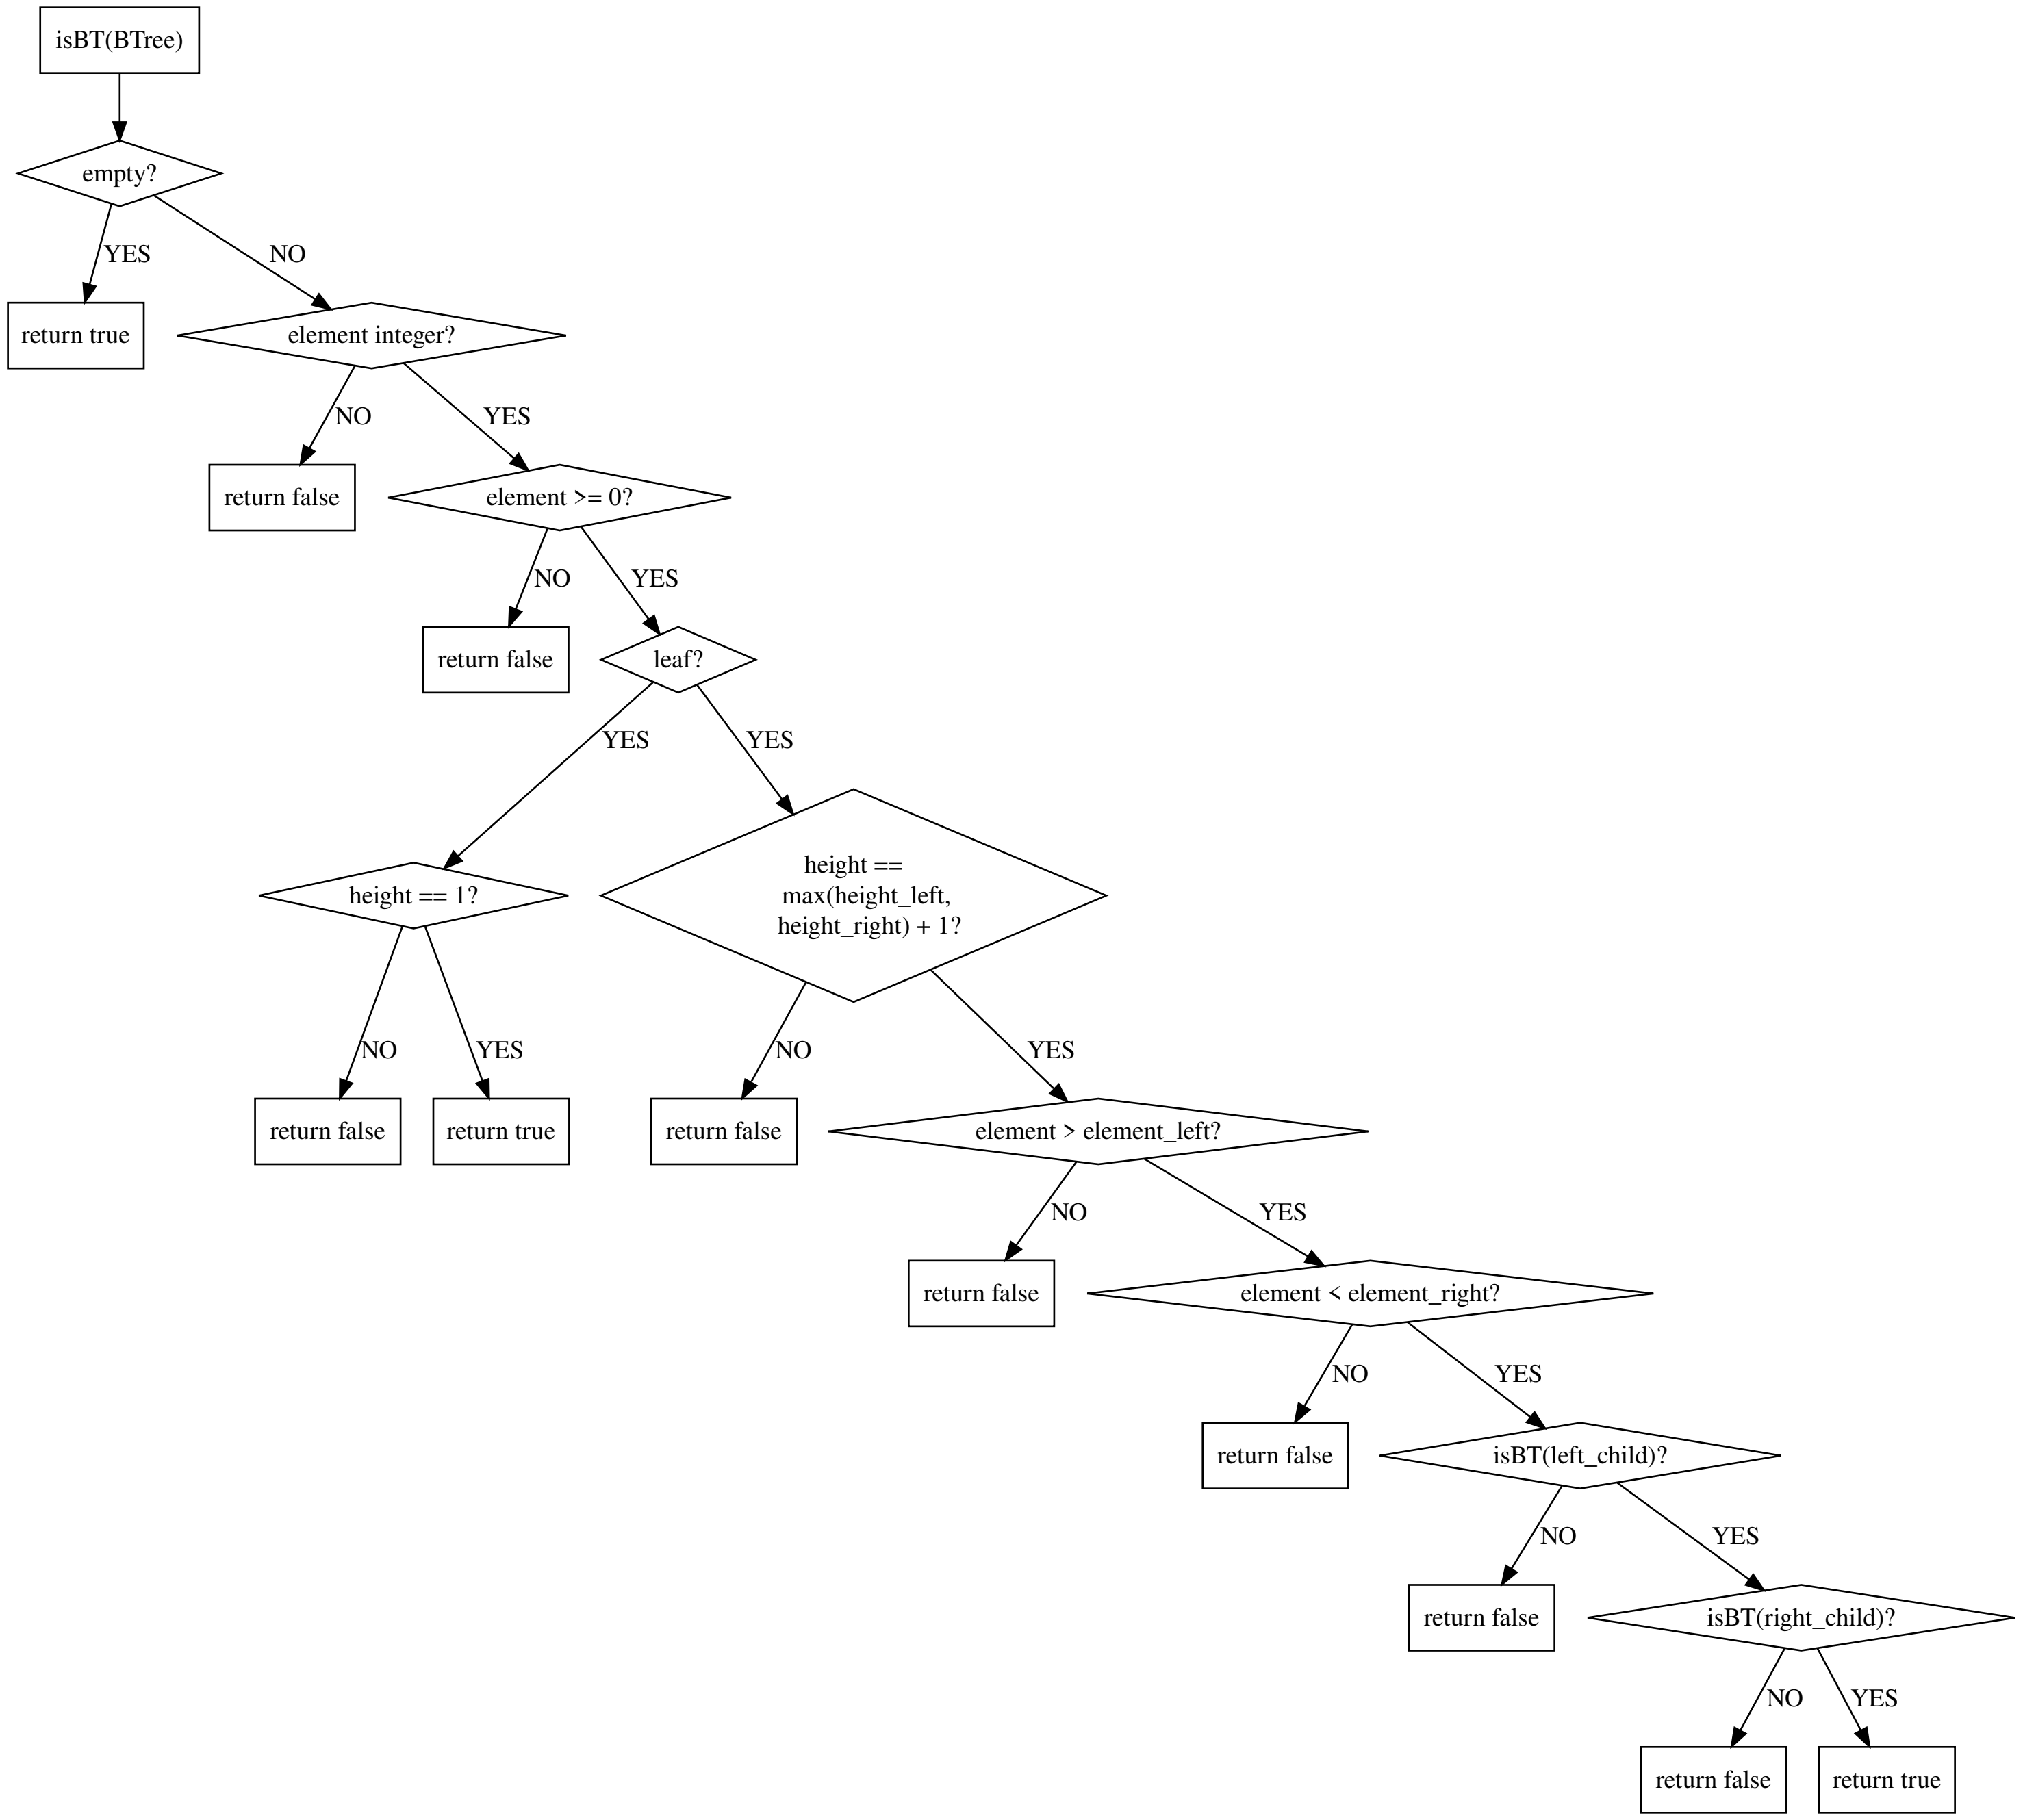 isBT(BTree)
empty?
YES
NO
return true
element integer?
NO
YES
return false
element >= 0?
NO
YES
return false
leaf?
YES
YES
height == 1?
height ==
max(height_left,
height_right) + 1?
NO
YES
NO
YES
return false
return true
return false
element > element_left?
NO
YES
return false
element < element_right?
NO
YES
return false
isBT(left_child)?
NO
YES
return false
isBT(right_child)?
NO
YES
return false
return true